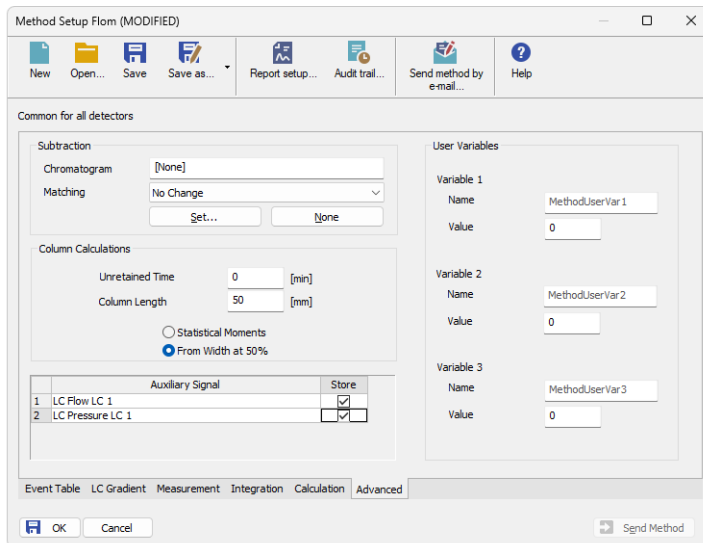 Method Setup Flom (MODIFIED)
New Open... Save Save as... Report setup... Audit trail... Send method by e-mail... Help
Common for all detectors
Subtraction
Chromatogram [None]
Matching No Change
Set... None
Column Calculations
Unretained Time 0 [min]
Column Length 50 [mm]
Statistical Moments
From Width at 50%
Auxiliary Signal Store
1 LC Flow LC 1
2 LC Pressure LC 1
User Variables
Variable 1
Name MethodUserVar1
Value 0
Variable 2
Name MethodUserVar2
Value 0
Variable 3
Name MethodUserVar3
Value 0
Event Table LC Gradient Measurement Integration Calculation Advanced
OK Cancel Send Method